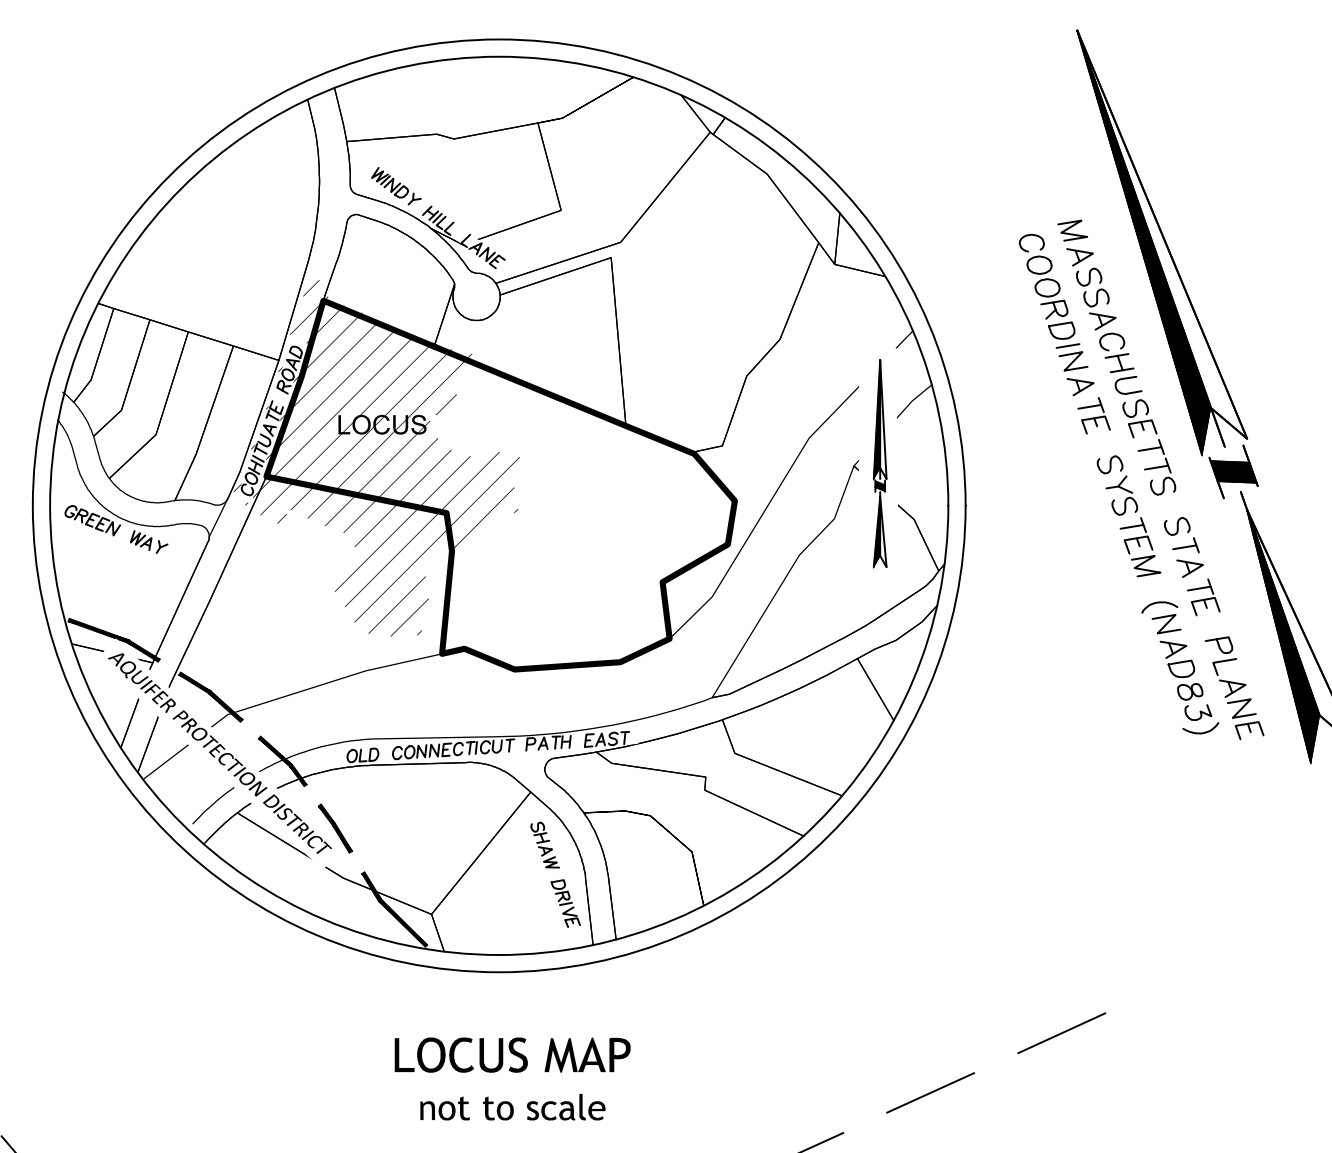 WINDY HILL LANE
COHITUATE ROAD
LOCUS
GREEN WAY
AQUIFER PROTECTION DISTRICT
OLD CONNECTICUT PATH EAST
SHAW DRIVE
MASSACHUSETTS STATE PLANE
COORDINATE SYSTEM (NAD83)
LOCUS MAP
not to scale